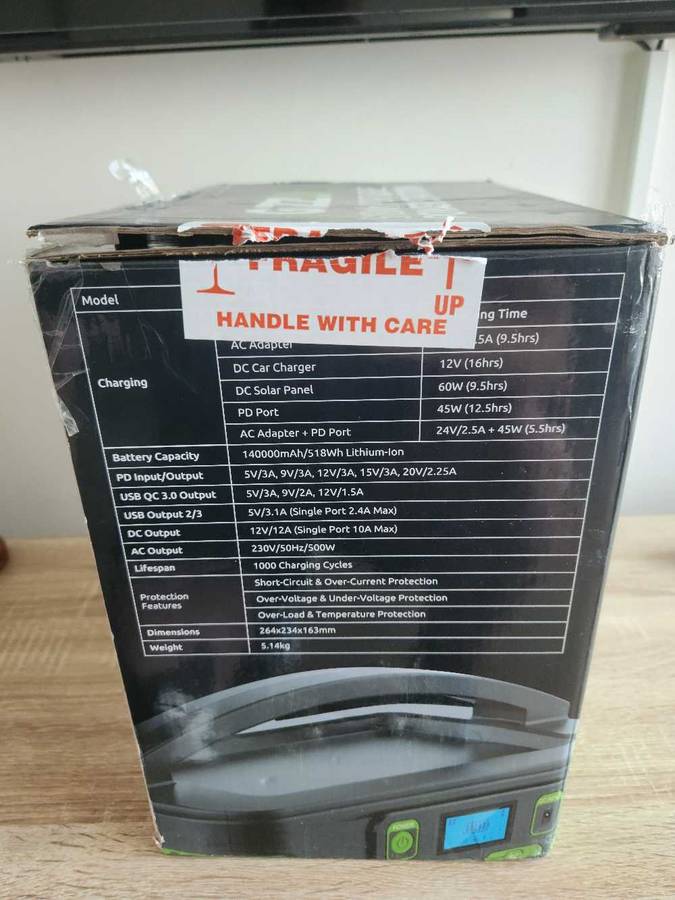 FRAGILE
UP
HANDLE WITH CARE
Model
ng Time
AC Adapter 5A (9.5hrs)
DC Car Charger 12V (16hrs)
Charging DC Solar Panel 60W (9.5hrs)
PD Port 45W (12.5hrs)
AC Adapter + PD Port 24V/2.5A + 45W (5.5hrs)
Battery Capacity 140000mAh/518Wh Lithium-Ion
PD Input/Output 5V/3A, 9V/3A, 12V/3A, 15V/3A, 20V/2.25A
USB QC 3.0 Output 5V/3A, 9V/2A, 12V/1.5A
USB Output 2/3 5V/3.1A (Single Port 2.4A Max)
DC Output 12V/12A (Single Port 10A Max)
AC Output 230V/50Hz/500W
Lifespan 1000 Charging Cycles
Short-Circuit & Over-Current Protection
Protection Features Over-Voltage & Under-Voltage Protection
Over-Load & Temperature Protection
Dimensions 264x234x163mm
Weight 5.14kg
POWER